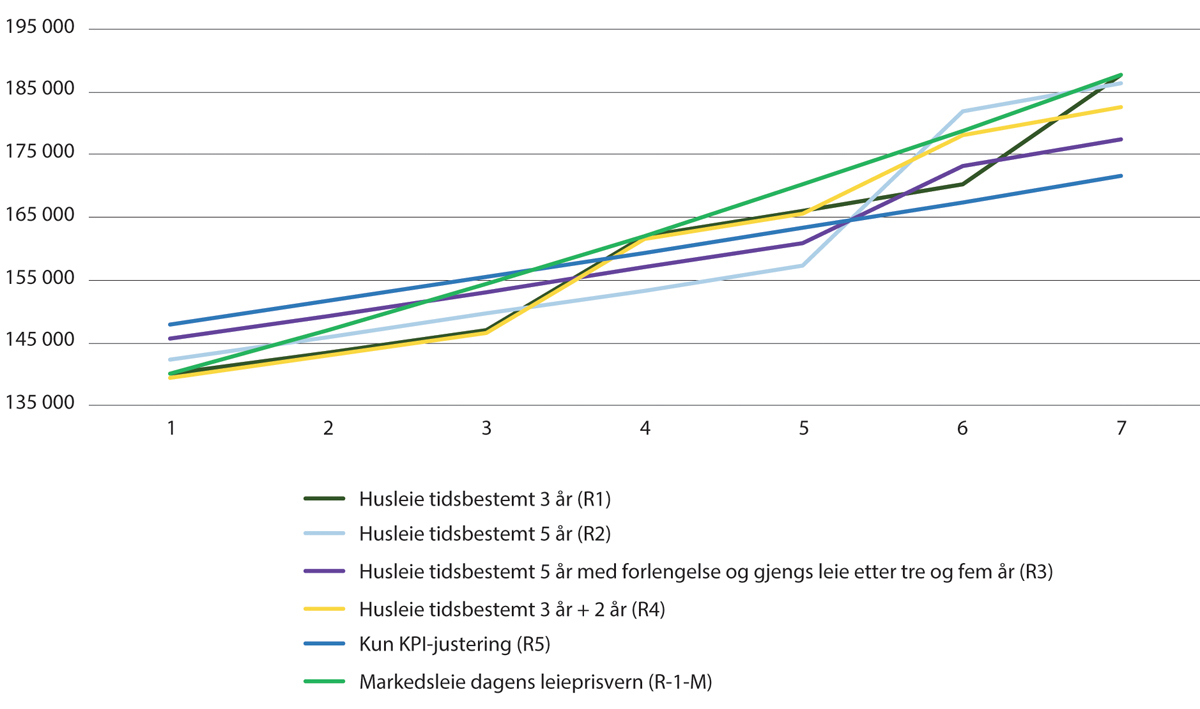 195 000
185 000
175 000
165 000
155 000
145 000
135 000
1 2 3 4 5 6 7
Husleie tidsbestemt 3 år (R1)
Husleie tidsbestemt 5 år (R2)
Husleie tidsbestemt 5 år med forlengelse og gjengs leie etter tre og fem år (R3)
Husleie tidsbestemt 3 år + 2 år (R4)
Kun KPI-justering (R5)
Markedsleie dagens leieprisvern (R-1-M)